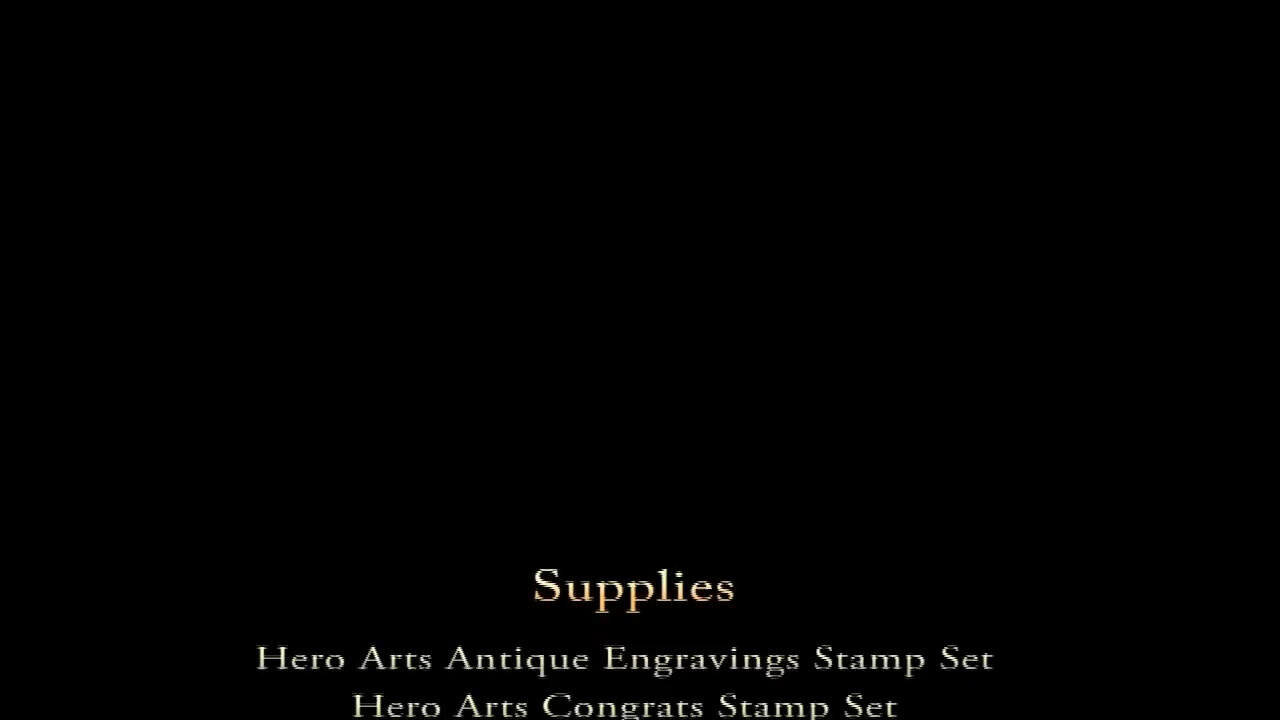 Supplies
Hero Arts Antique Engravings Stamp Set
Hero Arts Congrats Stamp Set